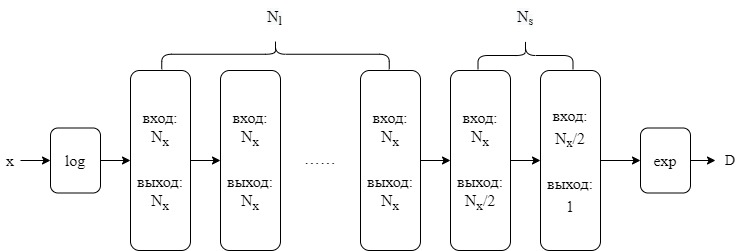 N_l
N_s
вход:
N_x
выход:
N_x
вход:
N_x
выход:
N_x
вход:
N_x
выход:
N_x
вход:
N_x
выход:
N_x/2
вход:
N_x/2
выход:
1
x
log
......
exp
D